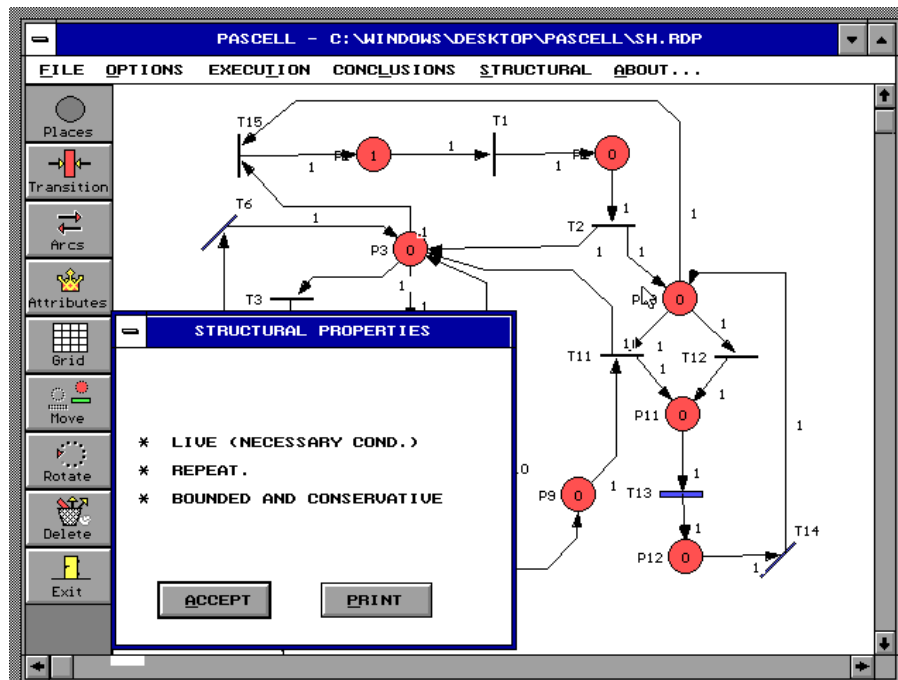 PASCELL - C:\WINDOWS\DESKTOP\PASCELL\SH.RDP
FILE OPTIONS EXECUTION CONCLUSIONS STRUCTURAL ABOUT...
Places
Transition
Arcs
Attributes
Grid
Move
Rotate
Delete
Exit
T15
T1
1
1
1
1
0
T6
1
1
T2
1
1
1
1
P3
0
T3
1
1
0
T11
1
1
1
T12
1
P11
0
1
1
P9
0
1
T13
1
1
P12
0
1
T14
STRUCTURAL PROPERTIES
* LIVE (NECESSARY COND.)
* REPEAT.
* BOUNDED AND CONSERVATIVE
ACCEPT
PRINT